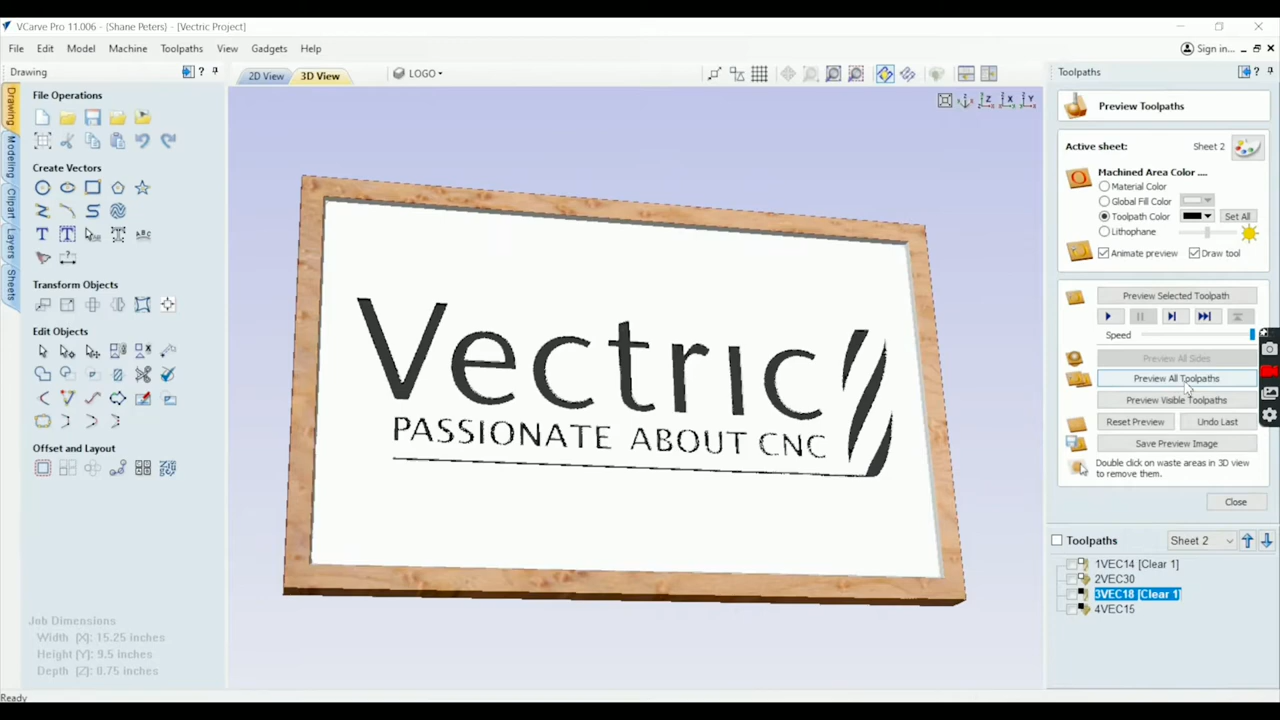 VCarve Pro 11.006 - {Shane Peters} - [Vectric Project]
File Edit Model Machine Toolpaths View Gadgets Help
Sign in...
Drawing ?
2D View 3D View LOGO
Toolpaths ?
Drawing
Modeling
Clipart
Layers
Sheets
File Operations
Create Vectors
Transform Objects
Edit Objects
Offset and Layout
Job Dimensions
Width [X]: 15.25 inches
Height [Y]: 9.5 inches
Depth [Z]: 0.75 inches
Ready
Z X Y
Vectric
PASSIONATE ABOUT CNC
Preview Toolpaths
Active sheet: Sheet 2
Machined Area Color ....
Material Color
Global Fill Color
Toolpath Color Set All
Lithophane
Animate preview Draw tool
Preview Selected Toolpath
Speed
Preview All Sides
Preview All Toolpaths
Preview Visible Toolpaths
Reset Preview Undo Last
Save Preview Image
Double click on waste areas in 3D view
to remove them.
Close
Toolpaths Sheet 2
1VEC14 [Clear 1]
2VEC30
3VEC18 [Clear 1]
4VEC15